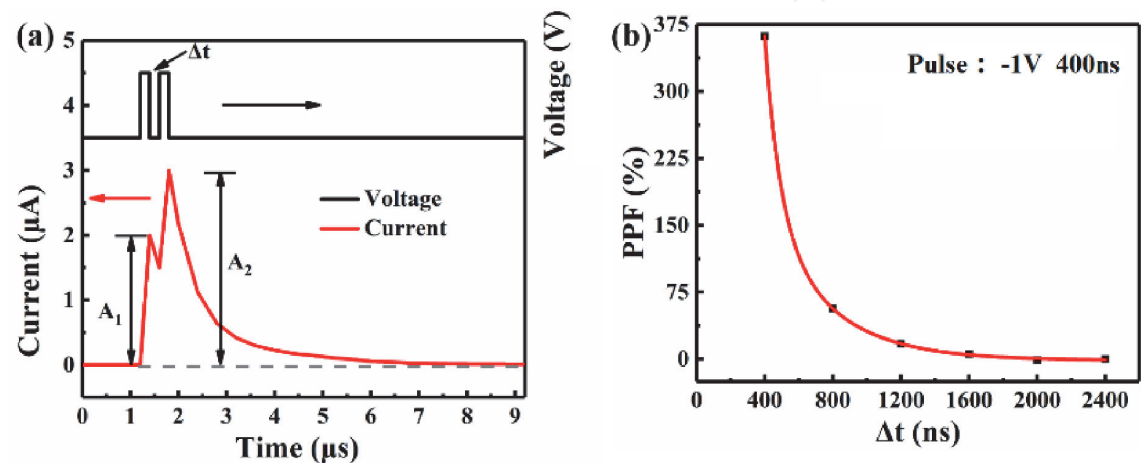 (a)
Δt
Voltage
Current
A₁
A₂
5
4
3
2
1
0
Current (μA)
0 1 2 3 4 5 6 7 8 9
Time (μs)
Voltage (V)
(b)
Pulse : -1V 400ns
375
300
225
150
75
0
PPF (%)
0 400 800 1200 1600 2000 2400
Δt (ns)